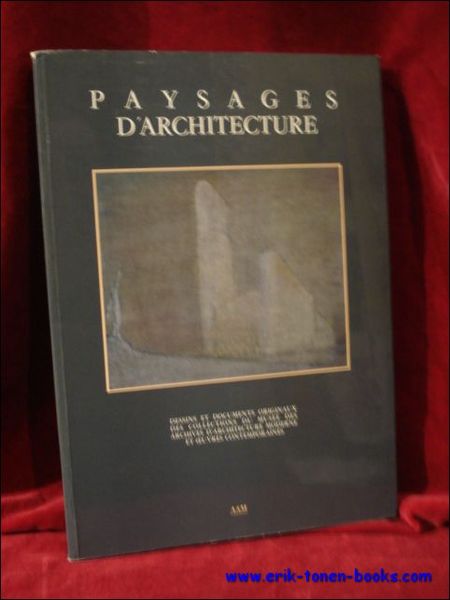 PAYSAGES
D'ARCHITECTURE
DESSINS ET DOCUMENTS ORIGINAUX
DES COLLECTIONS DU MUSÉE DES
ARCHIVES D'ARCHITECTURE MODERNE
ET ŒUVRES CONTEMPORAINES
AAM
www.erik-tonen-books.com